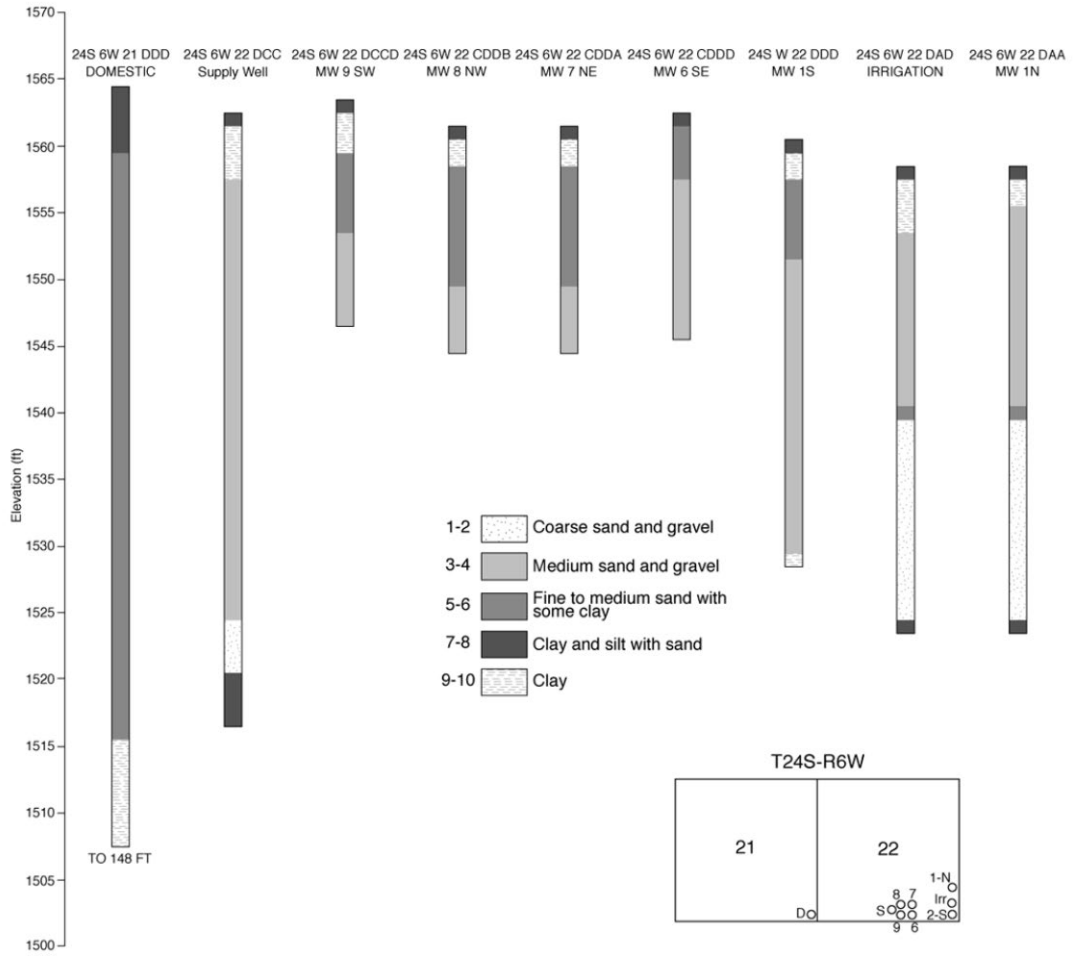 1570
24S 6W 21 DDD 24S 6W 22 DCC 24S 6W 22 DCCD 24S 6W 22 CDDB 24S 6W 22 CDDA 24S 6W 22 CDDD 24S W 22 DDD 24S 6W 22 DAD 24S 6W 22 DAA
DOMESTIC Supply Well MW 9 SW MW 8 NW MW 7 NE MW 6 SE MW 1S IRRIGATION MW 1N
1565
1560
1555
1550
1545
1540
1535
Elevation (ft)
1530
1525
1520
1515
1510
1505
1500
TO 148 FT
1-2 Coarse sand and gravel
3-4 Medium sand and gravel
5-6 Fine to medium sand with
some clay
7-8 Clay and silt with sand
9-10 Clay
T24S-R6W
21 22
1-N
8 7
Irr
D S 2-S
9 6